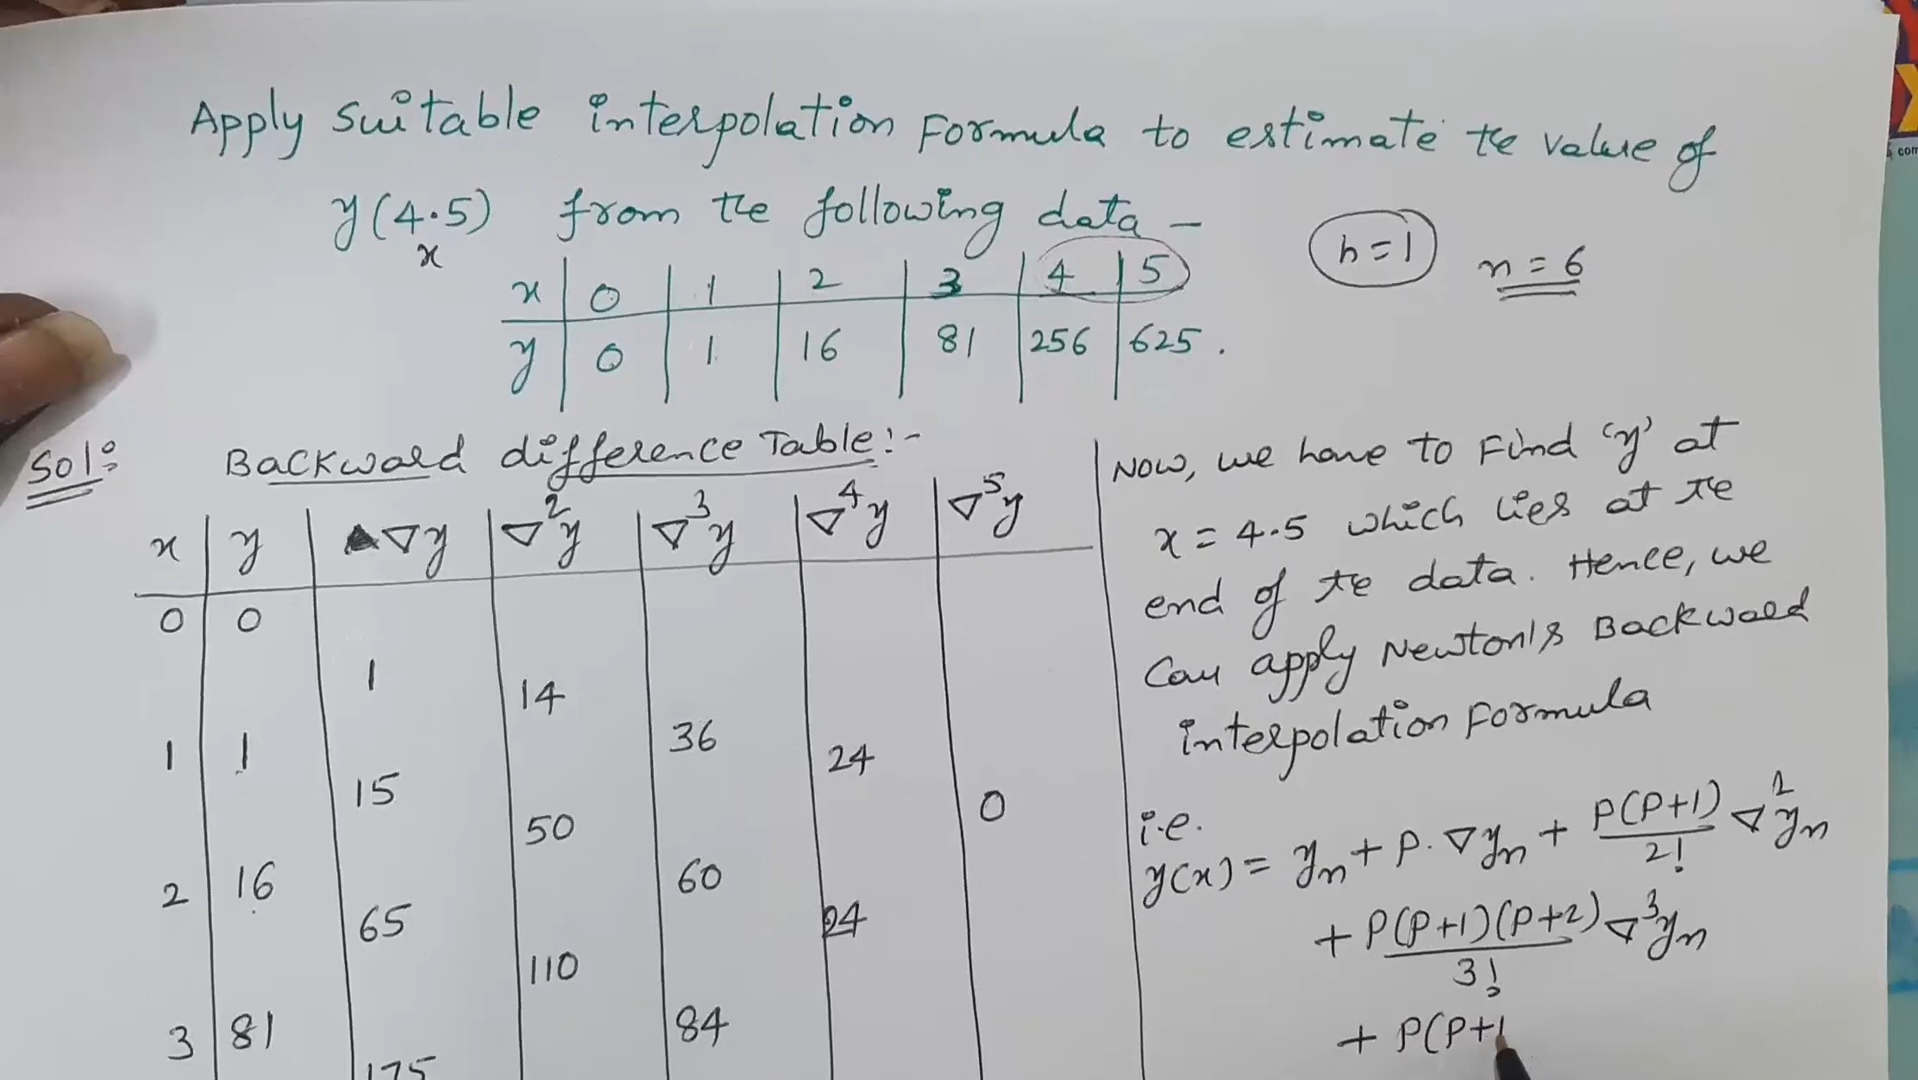 Apply suitable interpolation Formula to estimate the value of
y(4.5) from the following data -
x
h=1 n=6
x 0 1 2 3 4 5
y 0 1 16 81 256 625.
Sol: Backward difference Table:-
x y ∇y ∇²y ∇³y ∇⁴y ∇⁵y
0 0
1
14
1 1
36
15
24
50
0
2 16
60
65
24
110
3 81
84
175
Now, we have to Find 'y' at
x = 4.5 which lies at the
end of the data. Hence, we
can apply Newton's Backward
interpolation Formula
i.e.
y(x) = yn + P.∇yn + P(P+1)/2! ∇²yn
+ P(P+1)(P+2)/3! ∇³yn
+ P(P+1
com